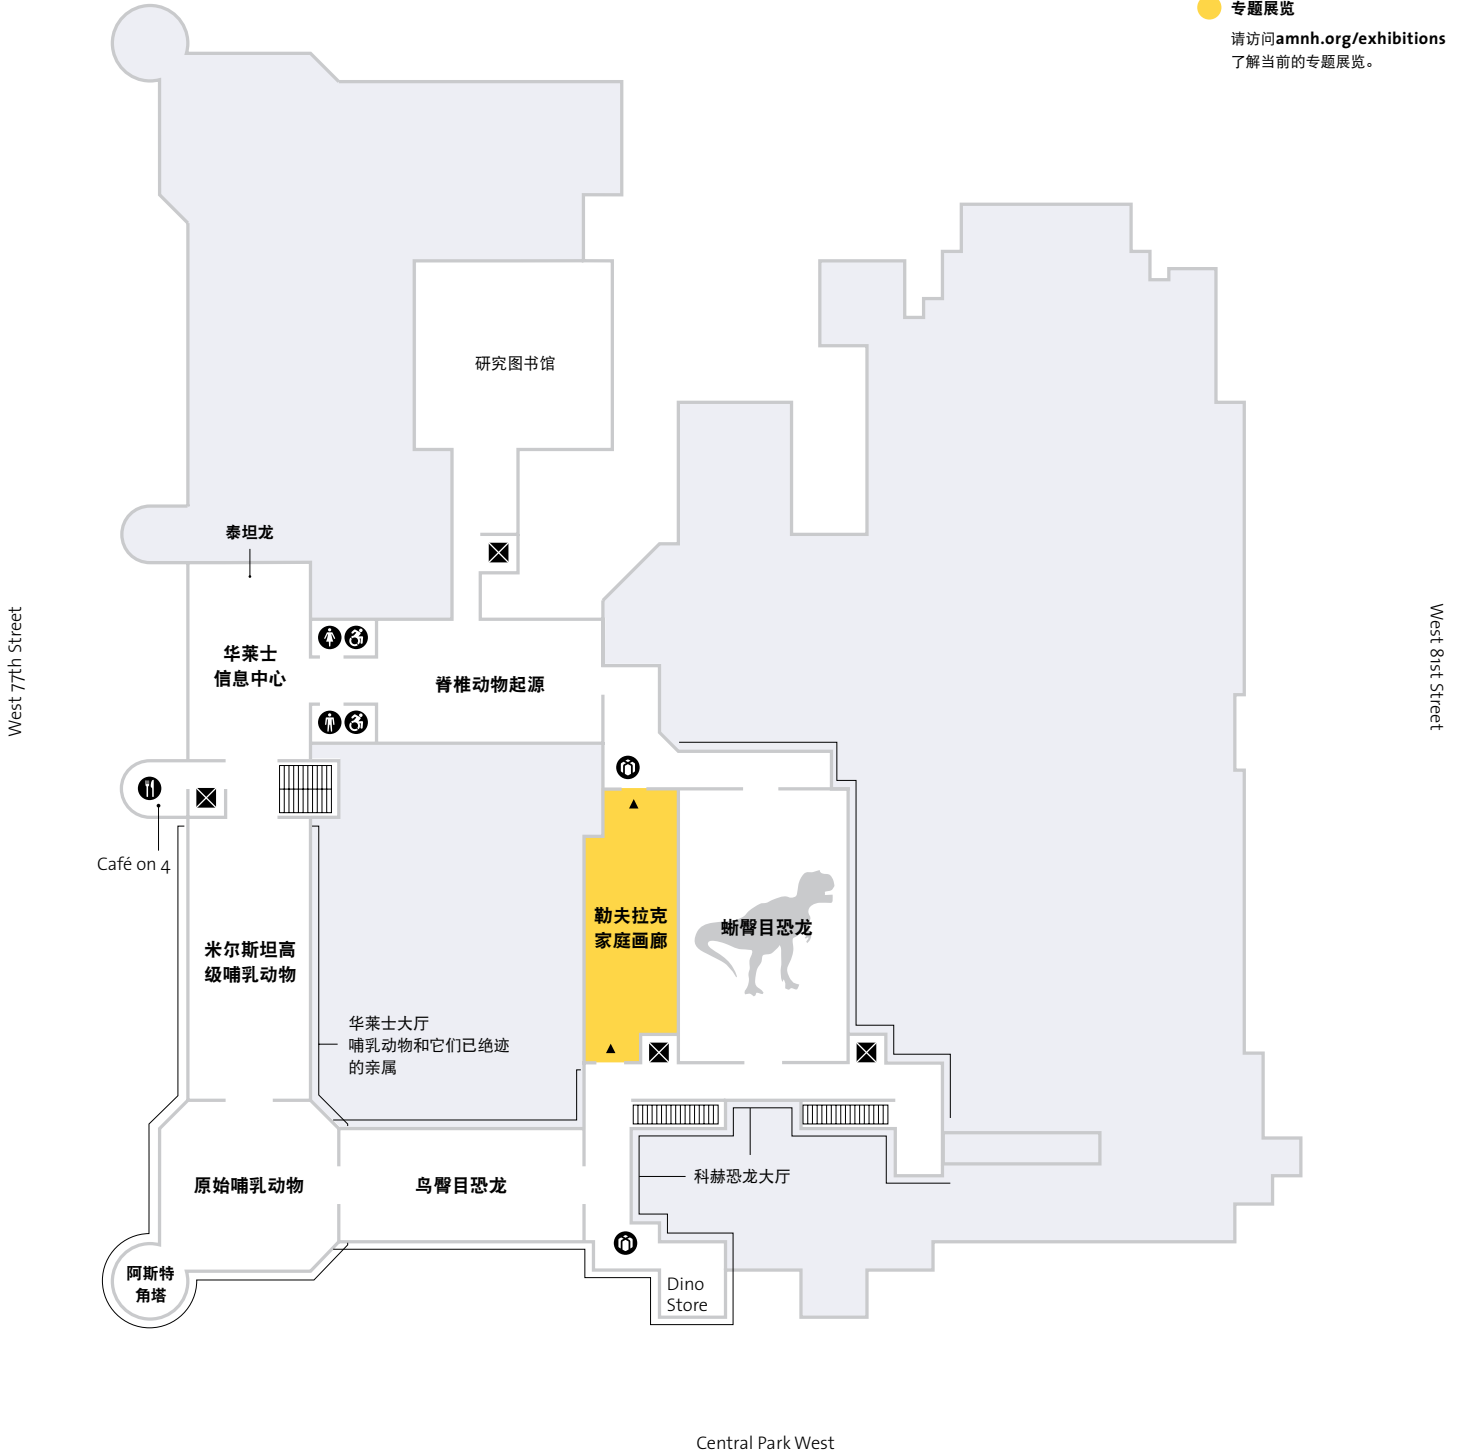 专题展览
请访问amnh.org/exhibitions
了解当前的专题展览。
研究图书馆
泰坦龙
West 77th Street
West 81st Street
华莱士
信息中心
脊椎动物起源
Café on 4
勒夫拉克
家庭画廊
蜥臀目恐龙
米尔斯坦高
级哺乳动物
华莱士大厅
哺乳动物和它们已绝迹
的亲属
科赫恐龙大厅
原始哺乳动物
鸟臀目恐龙
阿斯特
角塔
Dino
Store
Central Park West